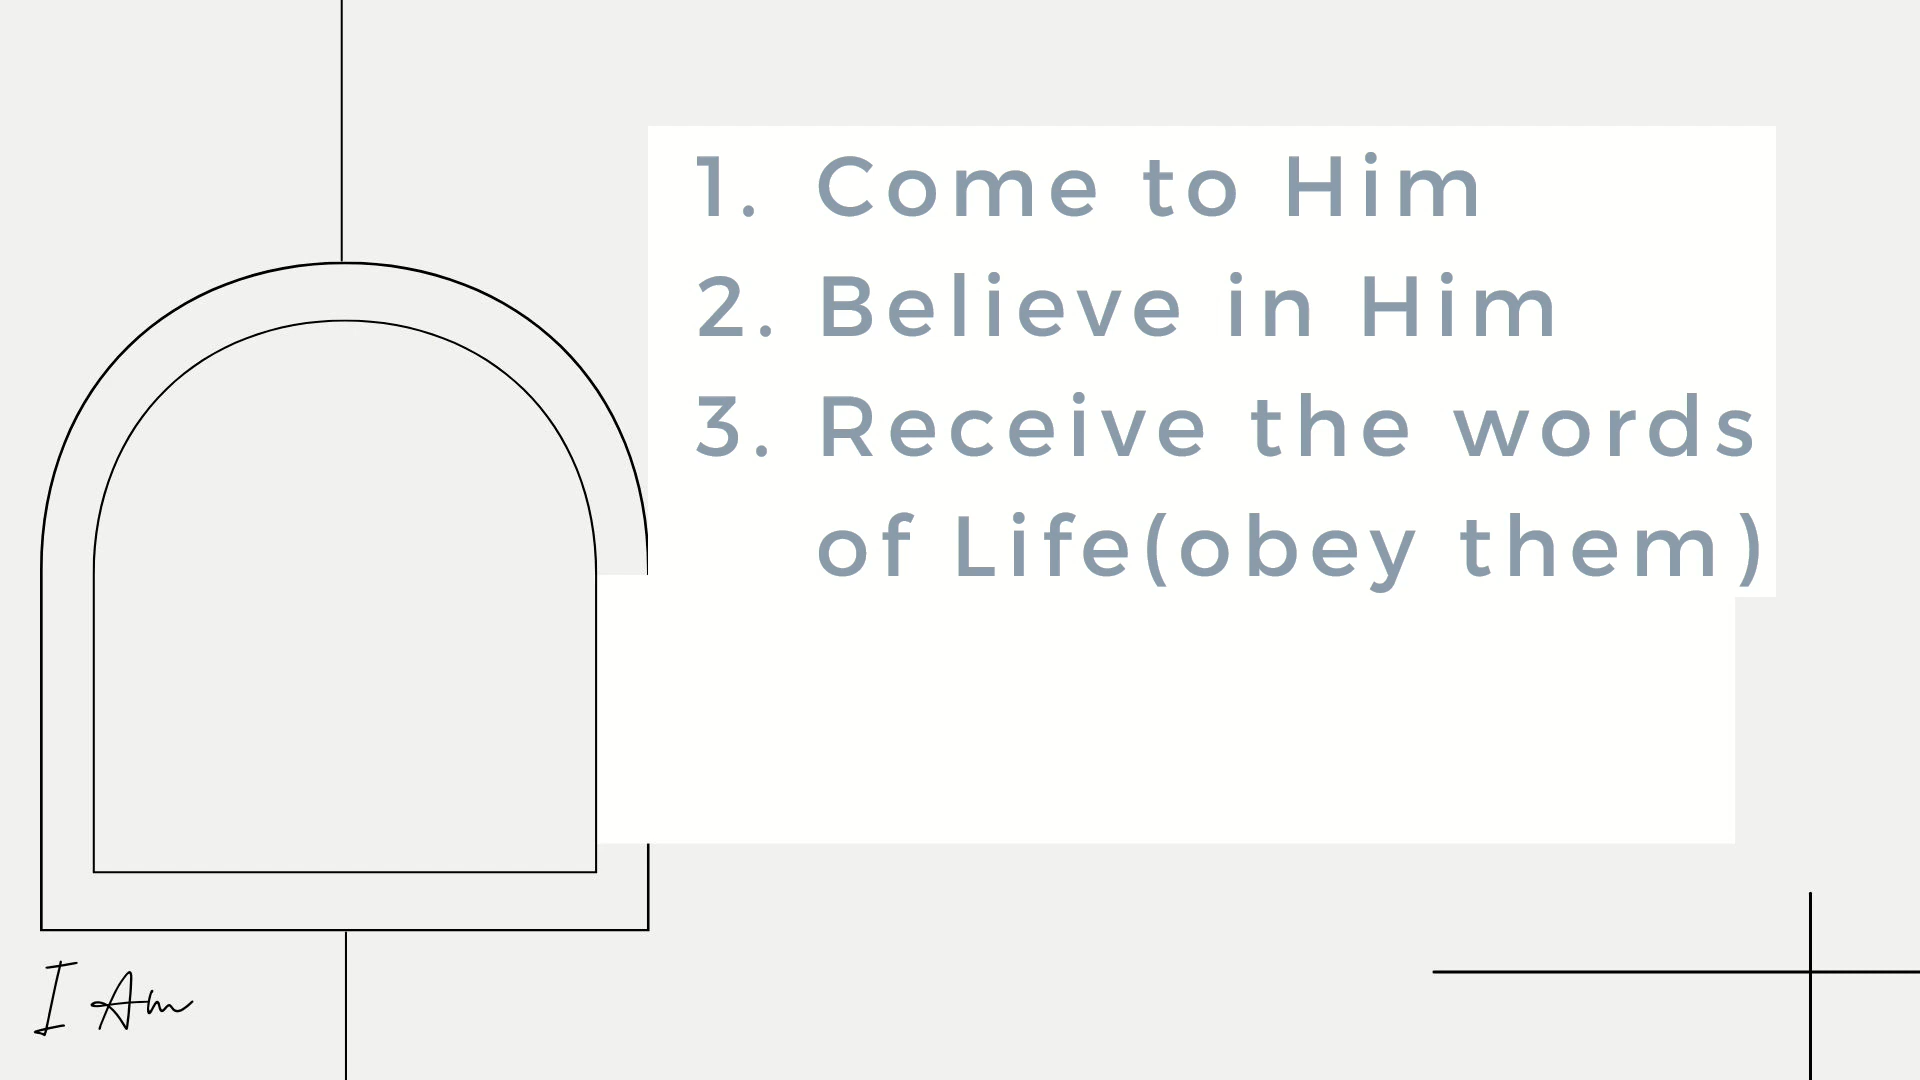 1. Come to Him
2. Believe in Him
3. Receive the words
of Life(obey them)
I Am